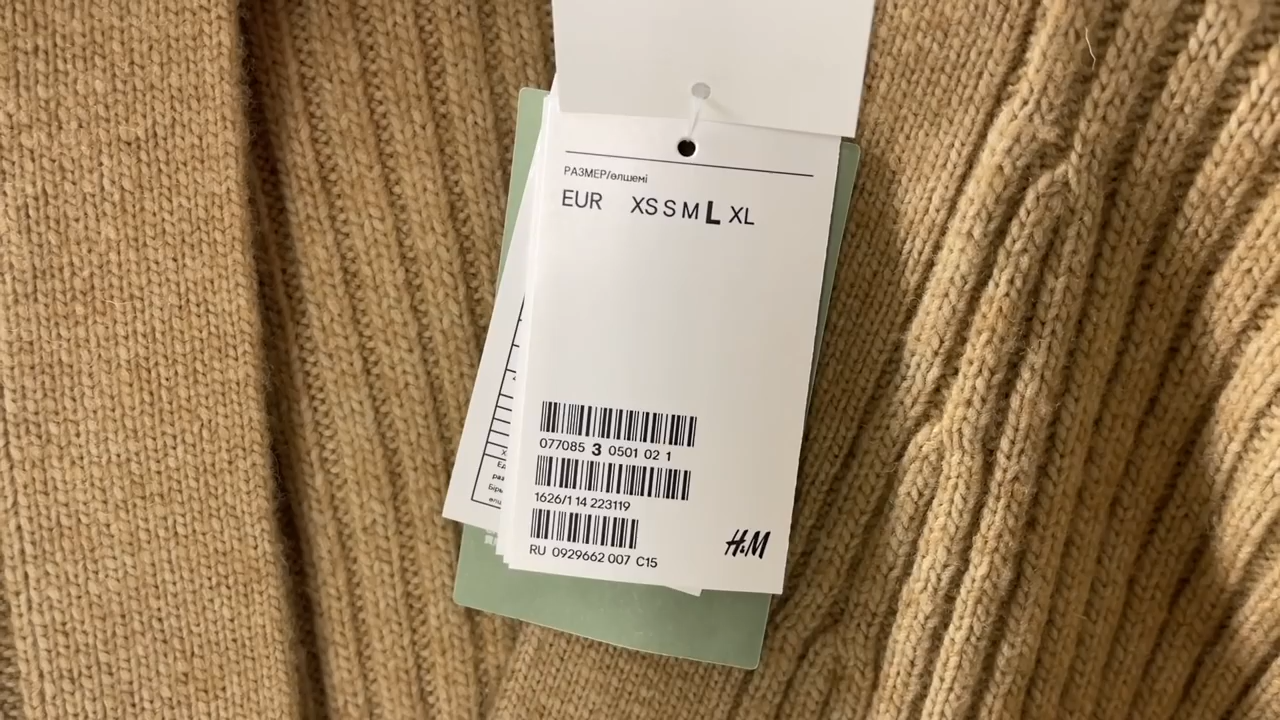 РАЗМЕР/өлшемі
EUR XS S M L XL
077085 3 0501 02 1
1626/1 14 223119
RU 0929662 007 C15
H&M